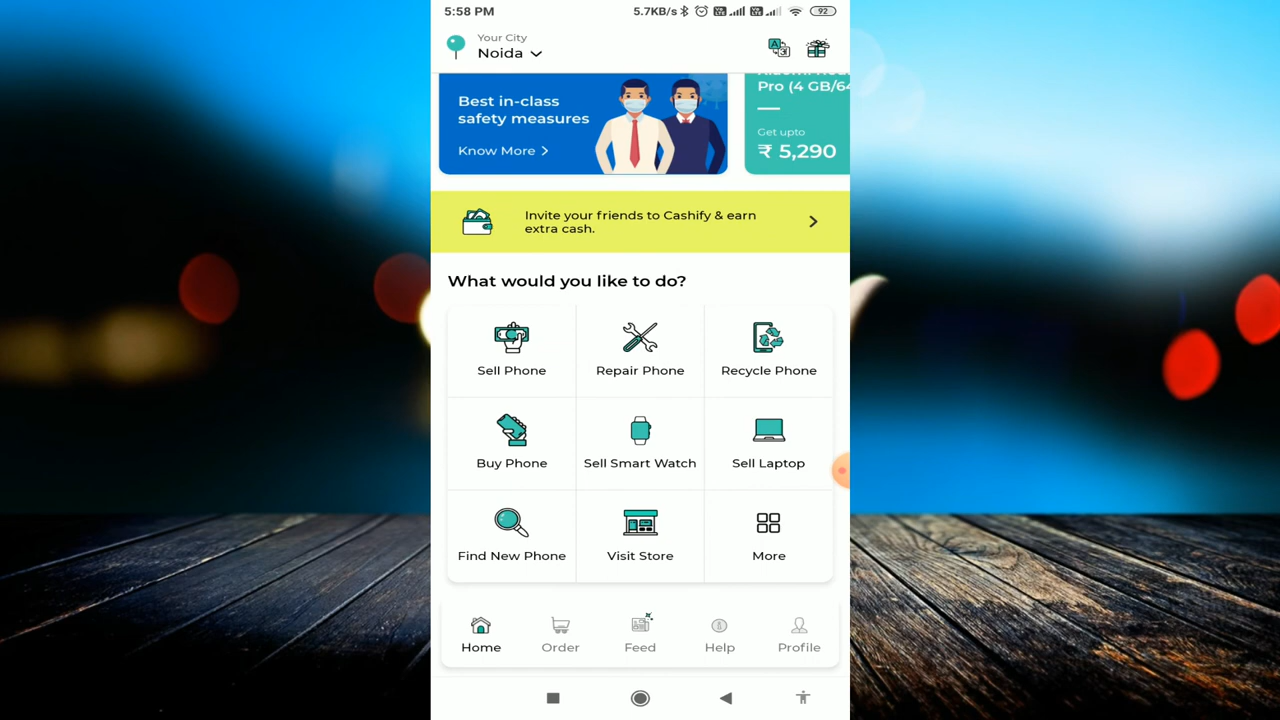 5:58 PM
5.7KB/s
92
Your City
Noida
Best in-class
safety measures
Know More
Pro (4 GB/64
Get upto
₹ 5,290
Invite your friends to Cashify & earn
extra cash.
What would you like to do?
Sell Phone
Repair Phone
Recycle Phone
Buy Phone
Sell Smart Watch
Sell Laptop
Find New Phone
Visit Store
More
Home
Order
Feed
Help
Profile